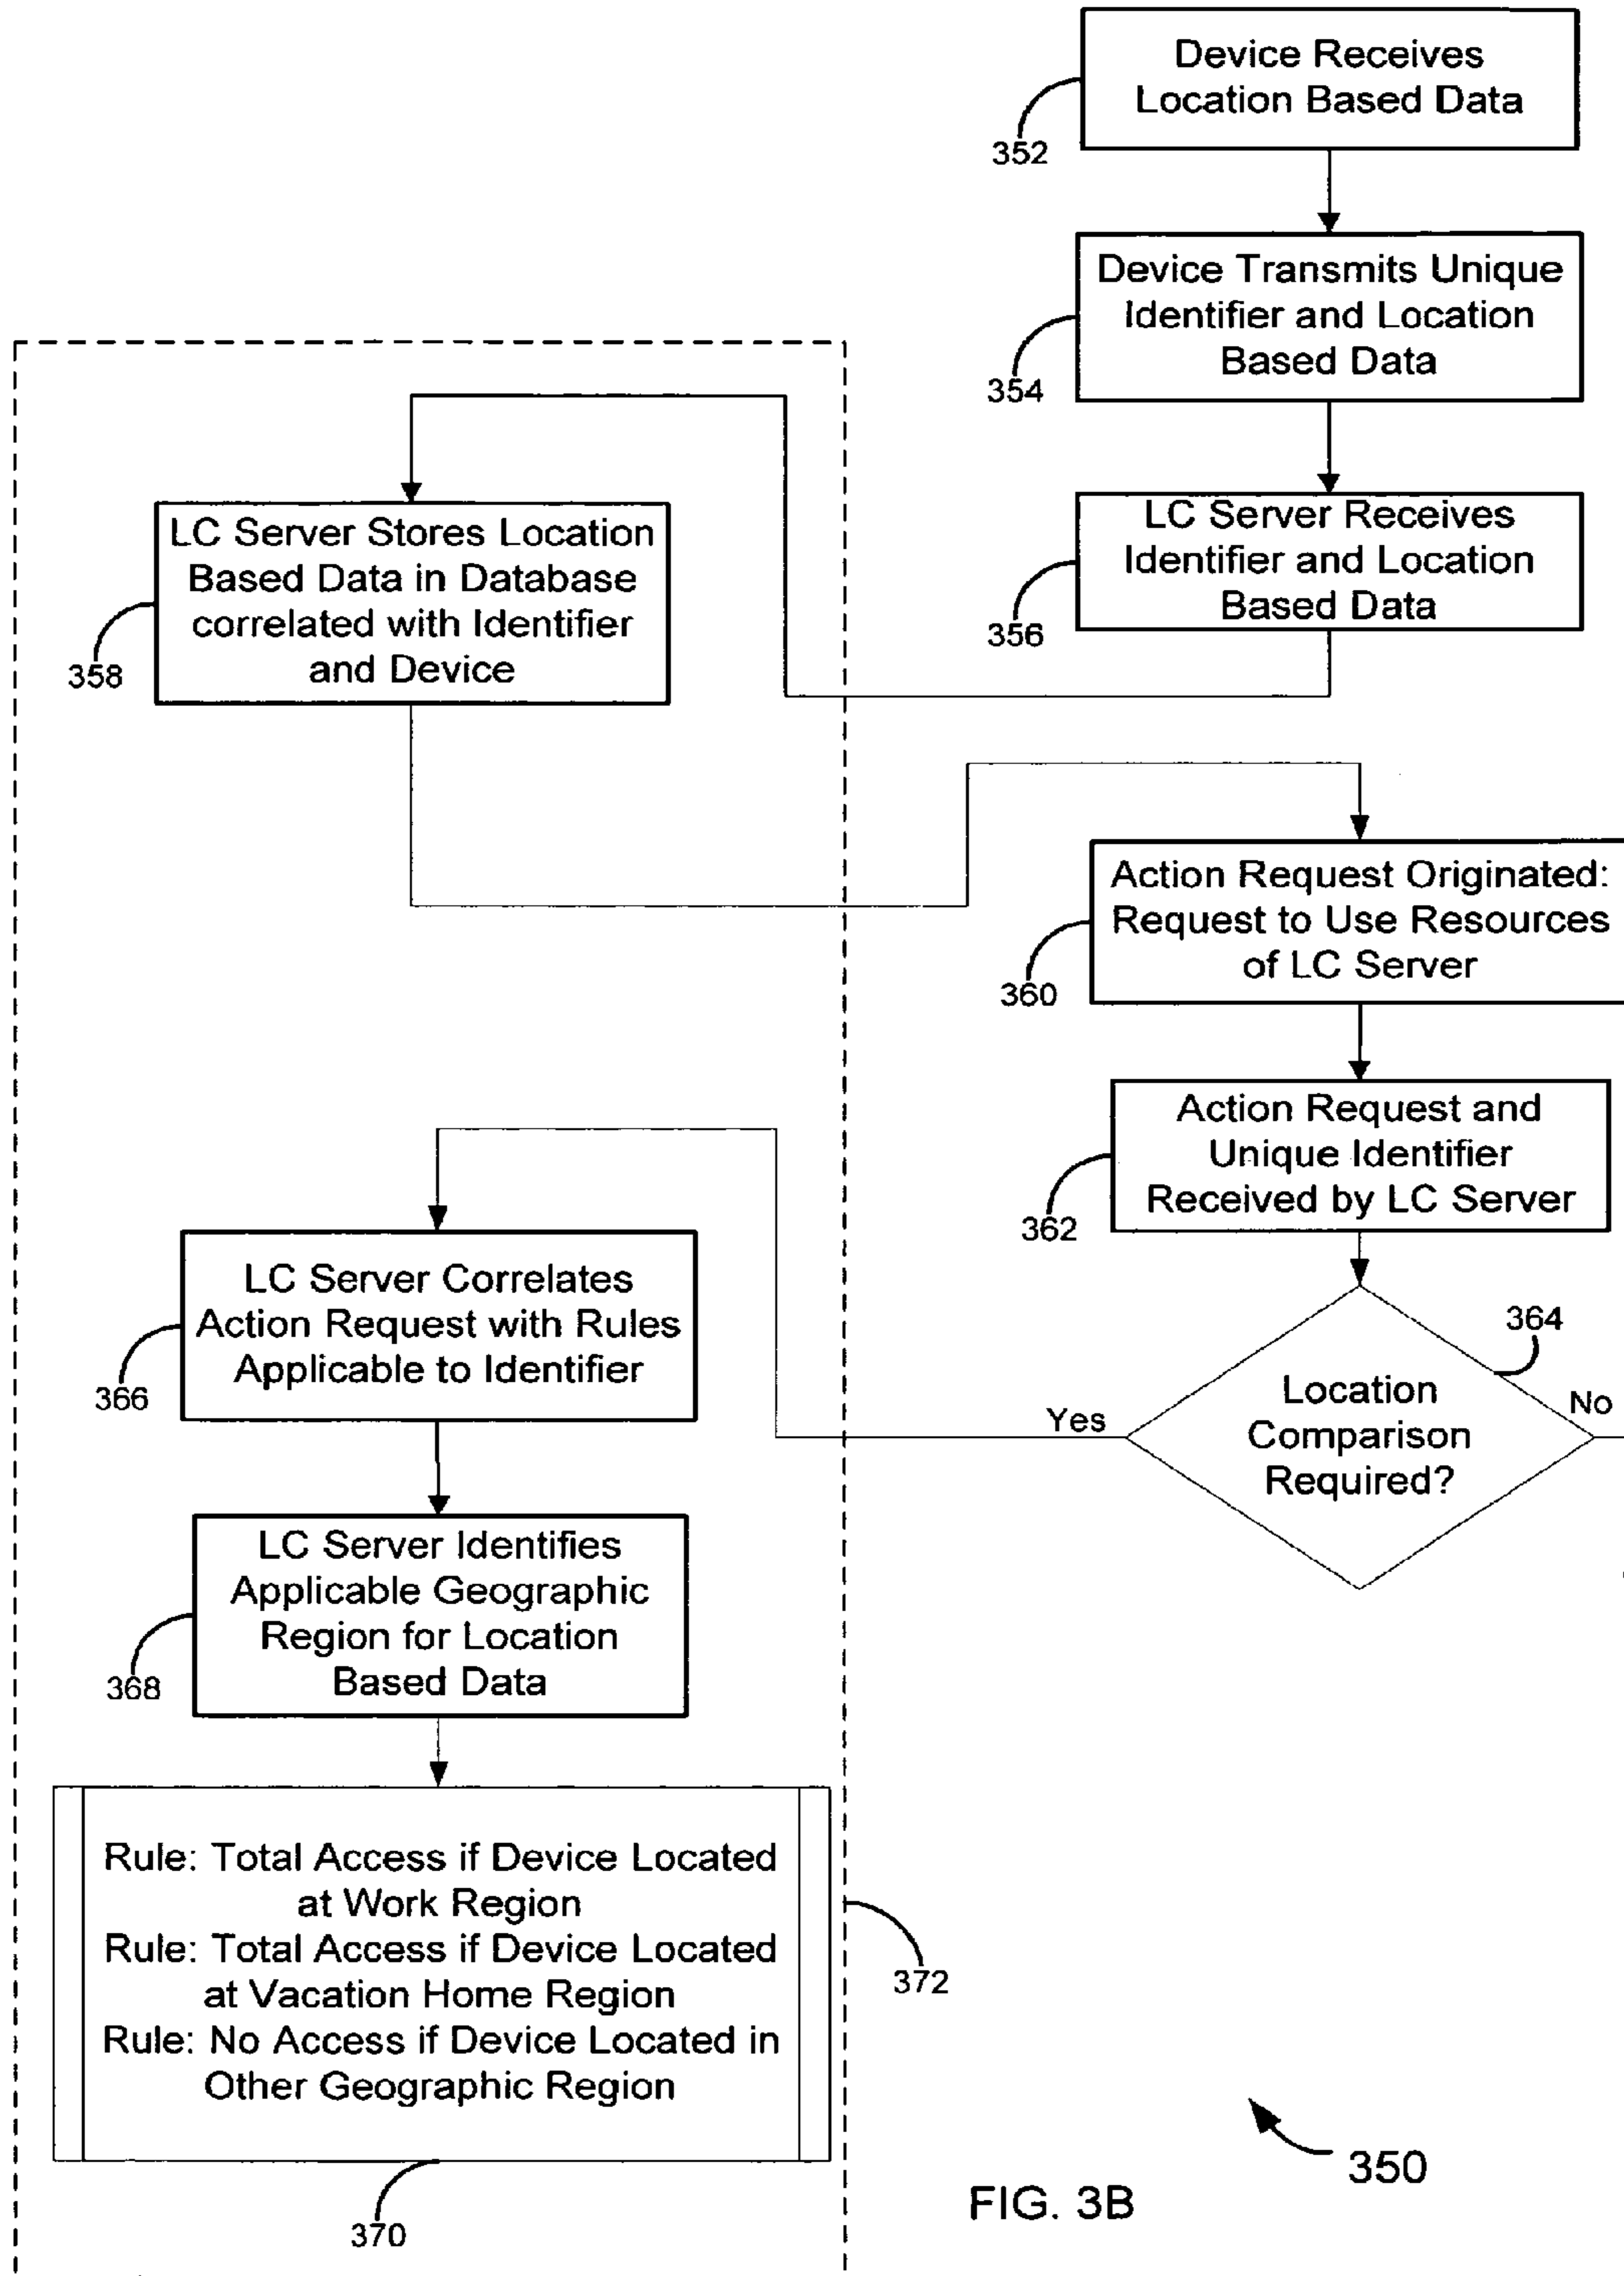 Device Receives
Location Based Data
352
Device Transmits Unique
Identifier and Location
Based Data
354
LC Server Receives
Identifier and Location
Based Data
356
LC Server Stores Location
Based Data in Database
correlated with Identifier
and Device
358
Action Request Originated:
Request to Use Resources
of LC Server
360
Action Request and
Unique Identifier
Received by LC Server
362
364
Location
Comparison
Required?
Yes
No
LC Server Correlates
Action Request with Rules
Applicable to Identifier
366
LC Server Identifies
Applicable Geographic
Region for Location
Based Data
368
Rule: Total Access if Device Located
at Work Region
Rule: Total Access if Device Located
at Vacation Home Region
Rule: No Access if Device Located in
Other Geographic Region
370
372
350
FIG. 3B